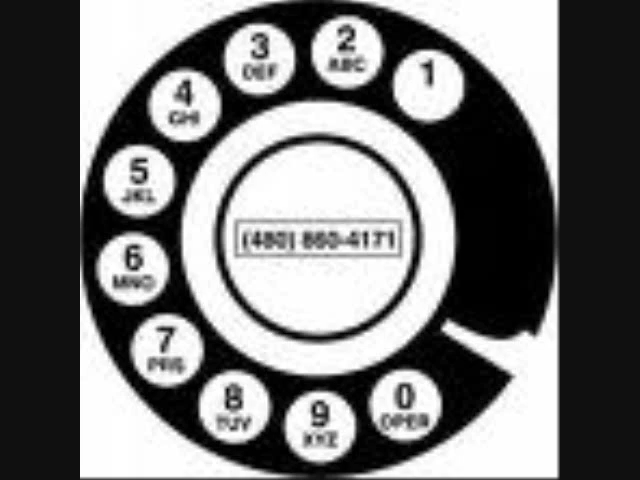 1
2
ABC
3
DEF
4
GHI
5
JKL
6
MNO
7
PRS
8
TUV
9
XYZ
0
OPER
(480) 860-4171